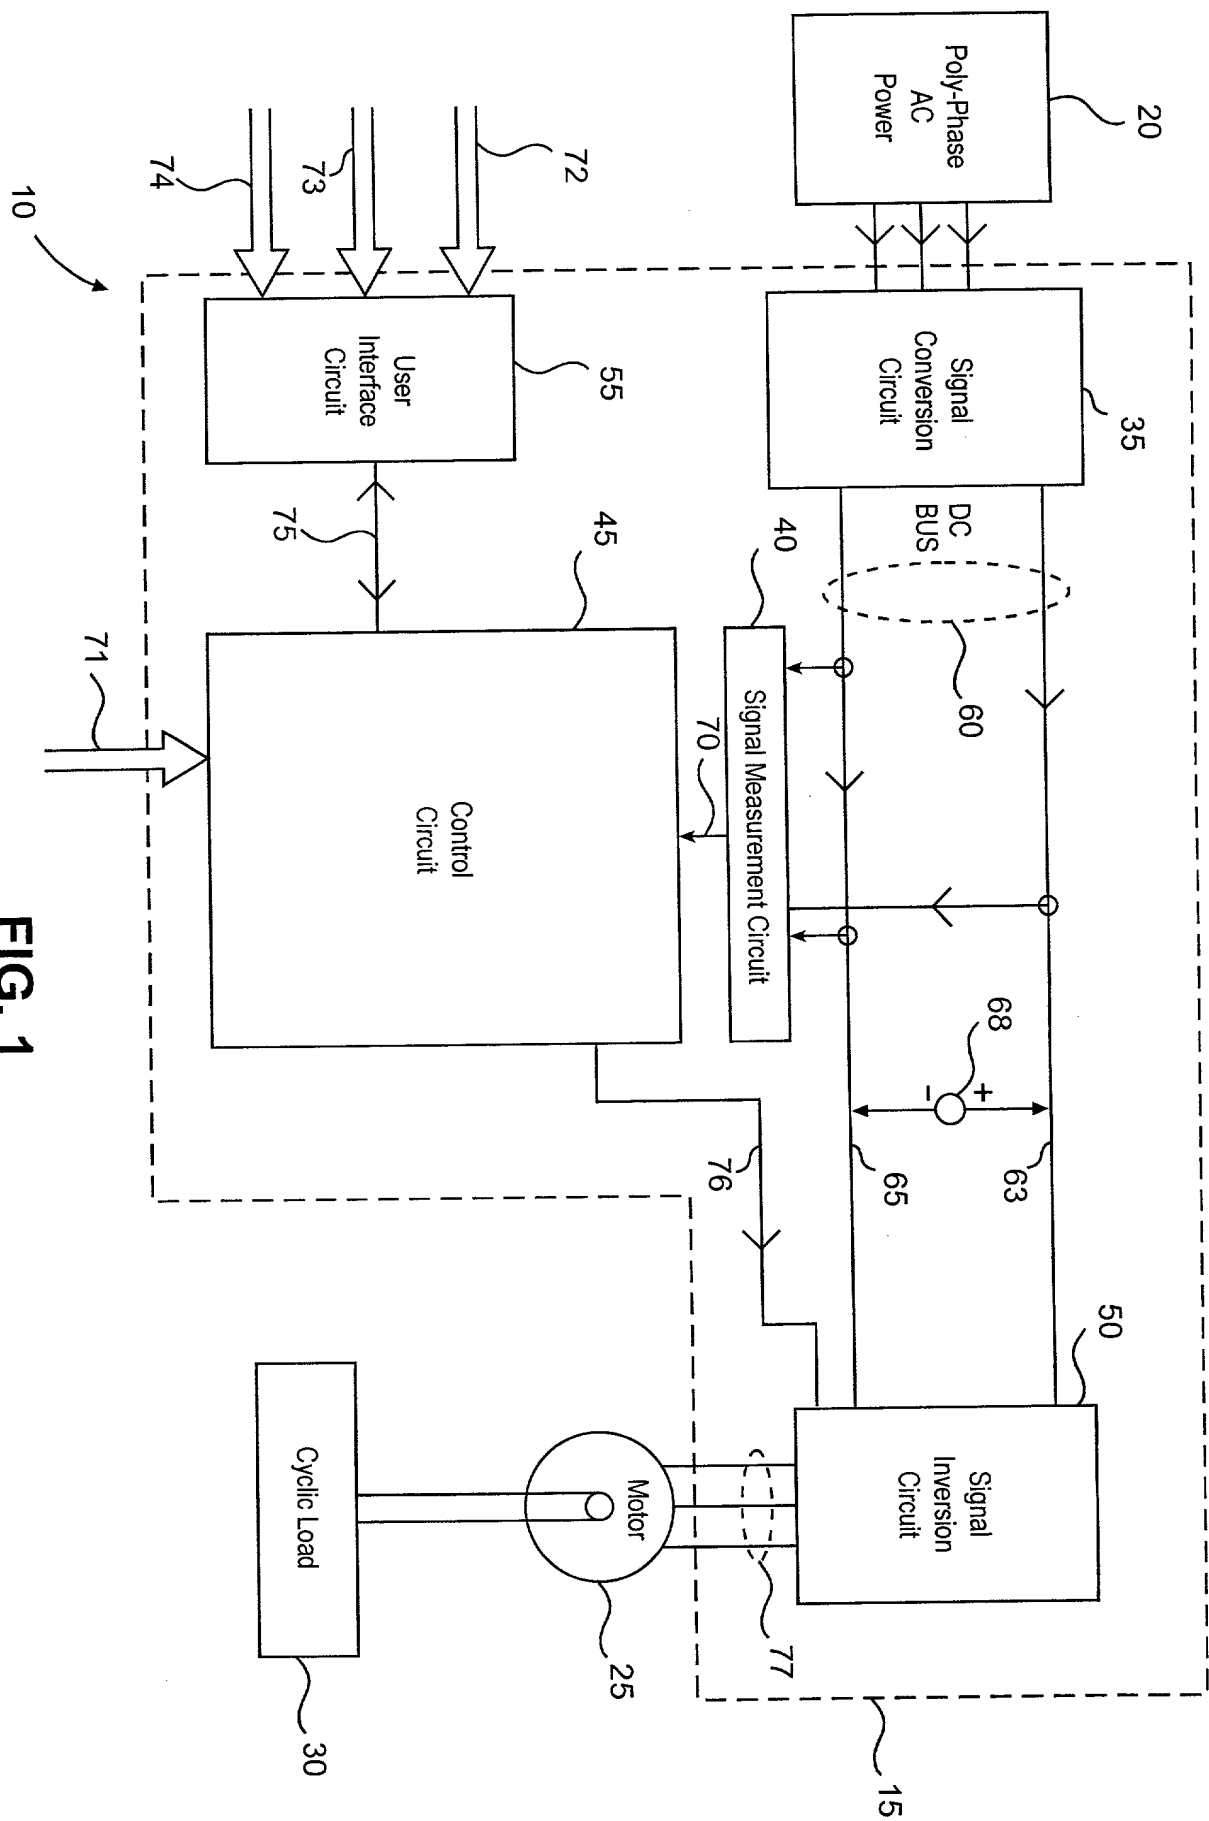 20
Poly-Phase
AC
Power
35
Signal
Conversion
Circuit
DC
BUS
60
68
+
-
63
65
50
Signal
Inversion
Circuit
15
40
Signal Measurement Circuit
70
72
73
74
10
55
User
Interface
Circuit
75
45
Control
Circuit
71
76
77
Motor
25
Cyclic Load
30
FIG. 1